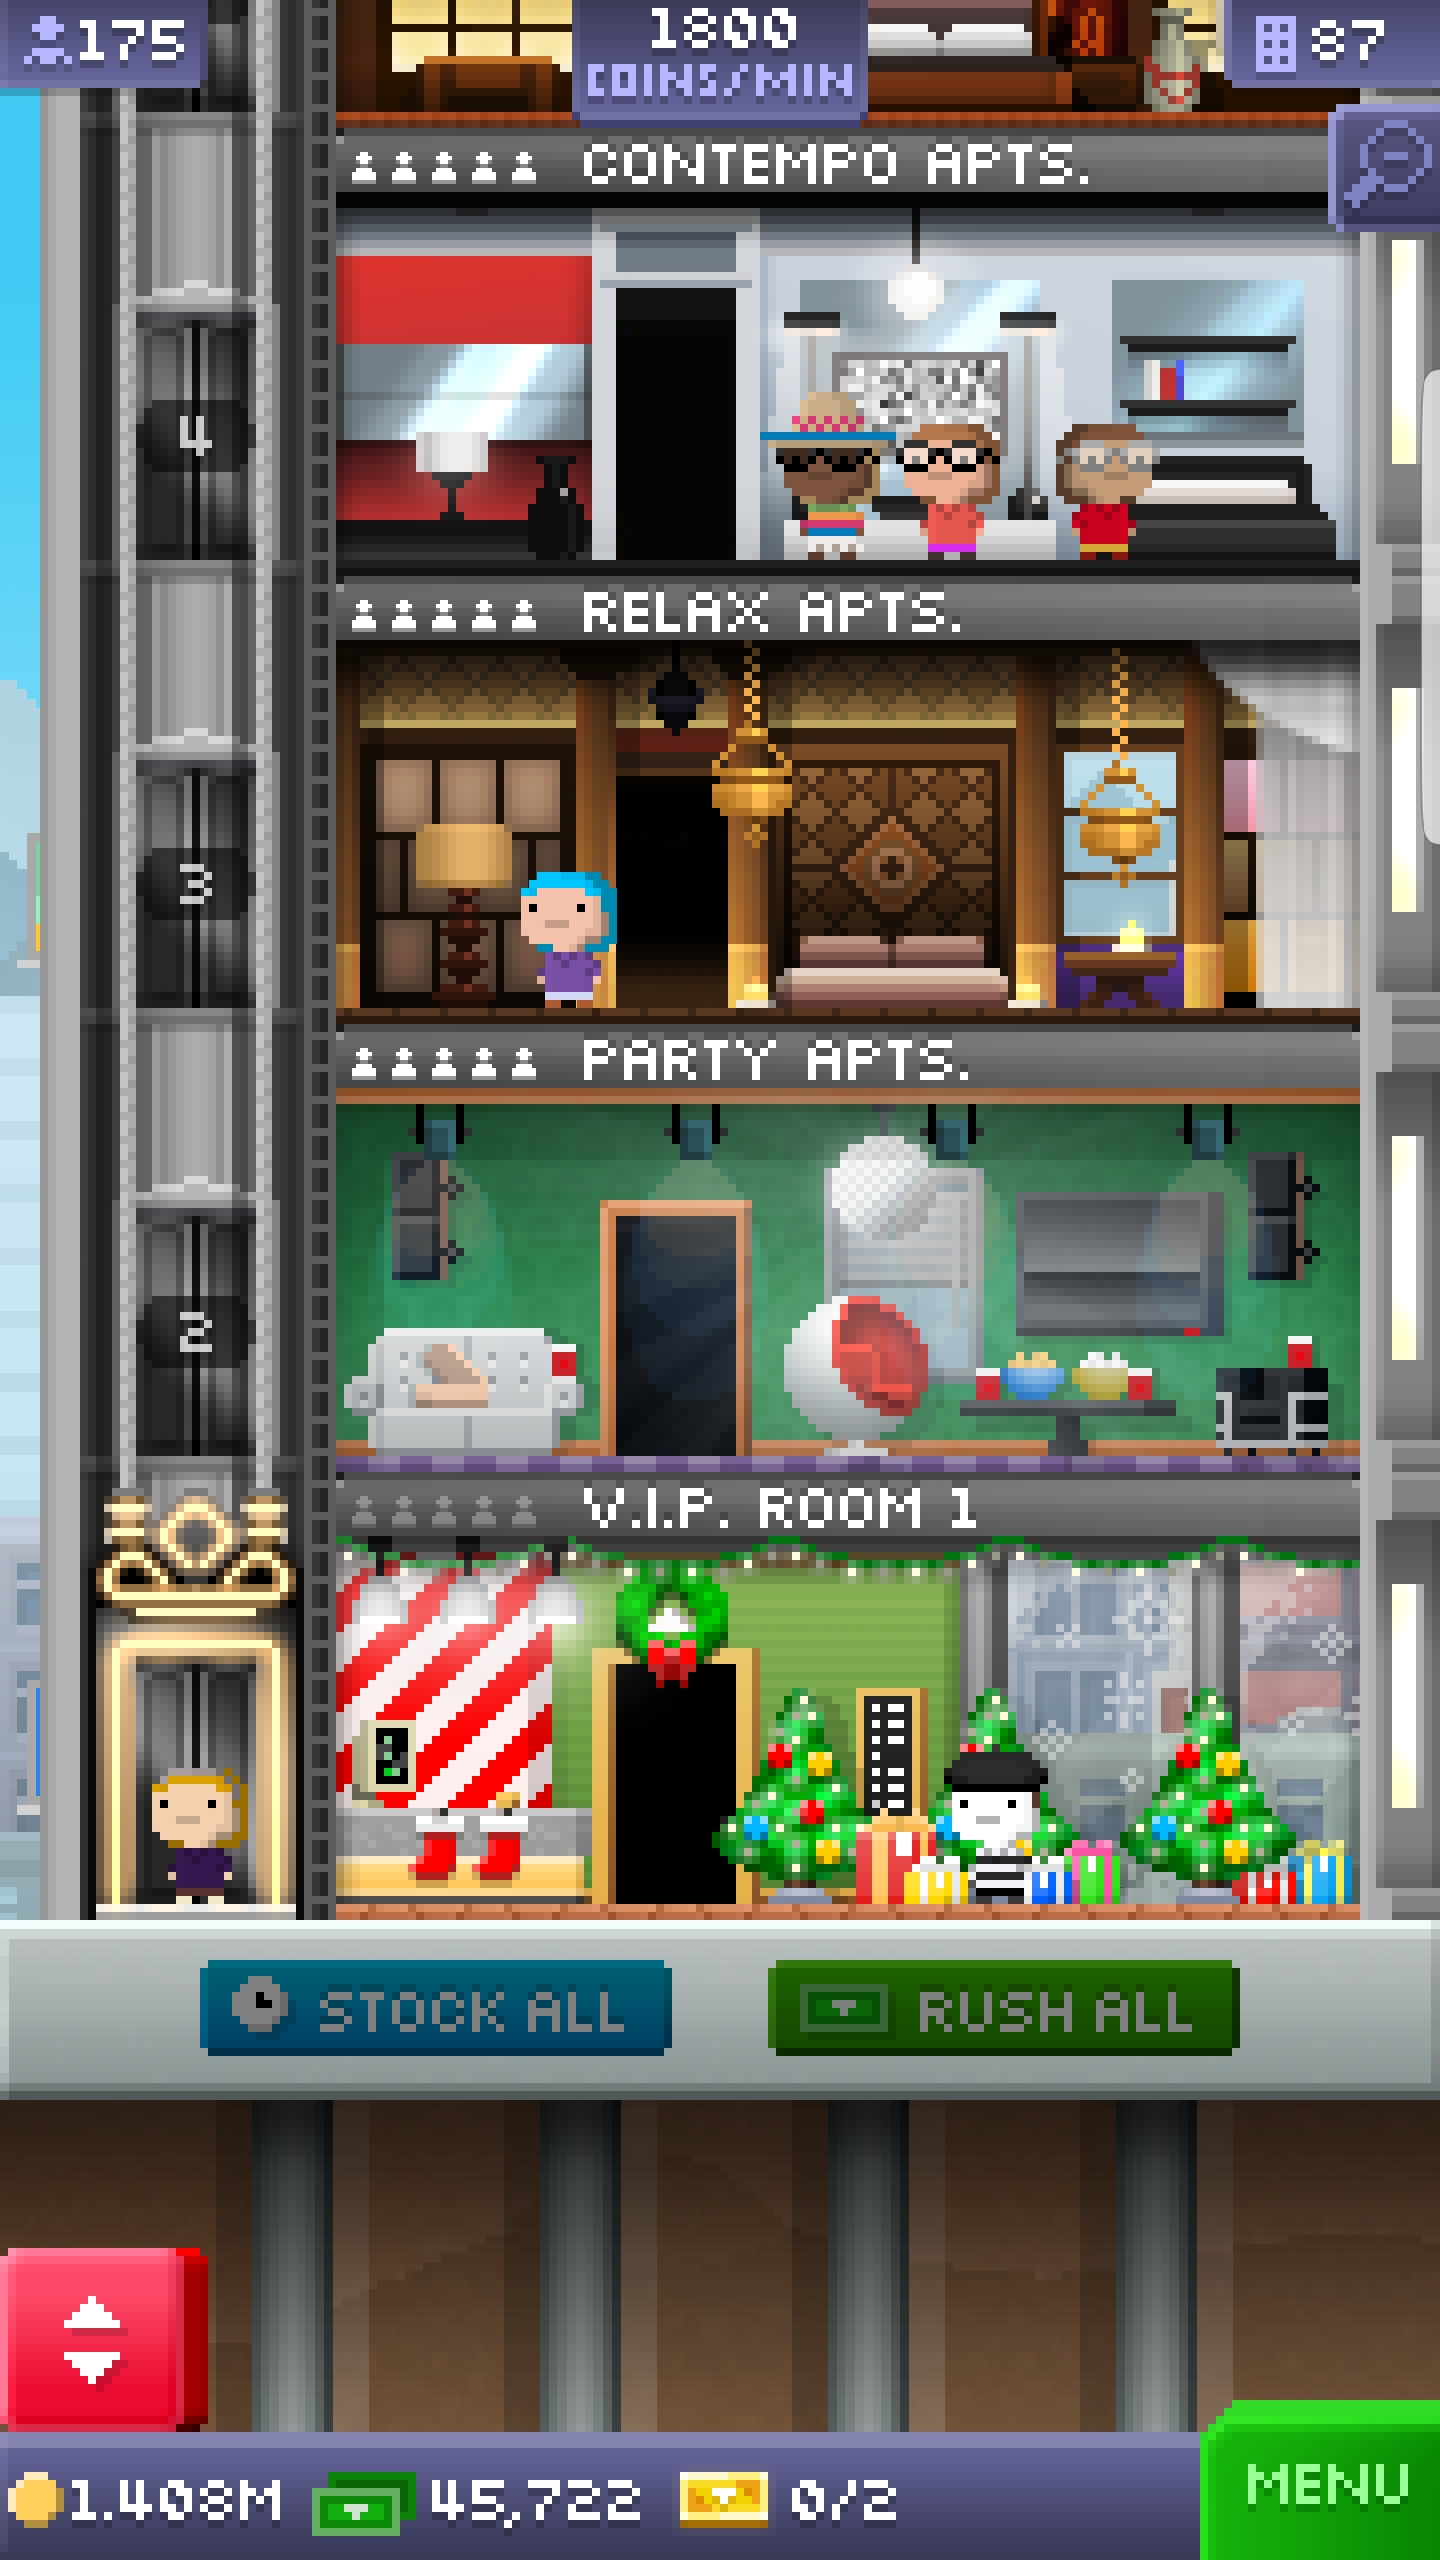 175
1800
COINS/MIN
87
CONTEMPO APTS.
4
RELAX APTS.
3
PARTY APTS.
2
V.I.P. ROOM 1
STOCK ALL
RUSH ALL
1.408M
45,722
0/2
MENU